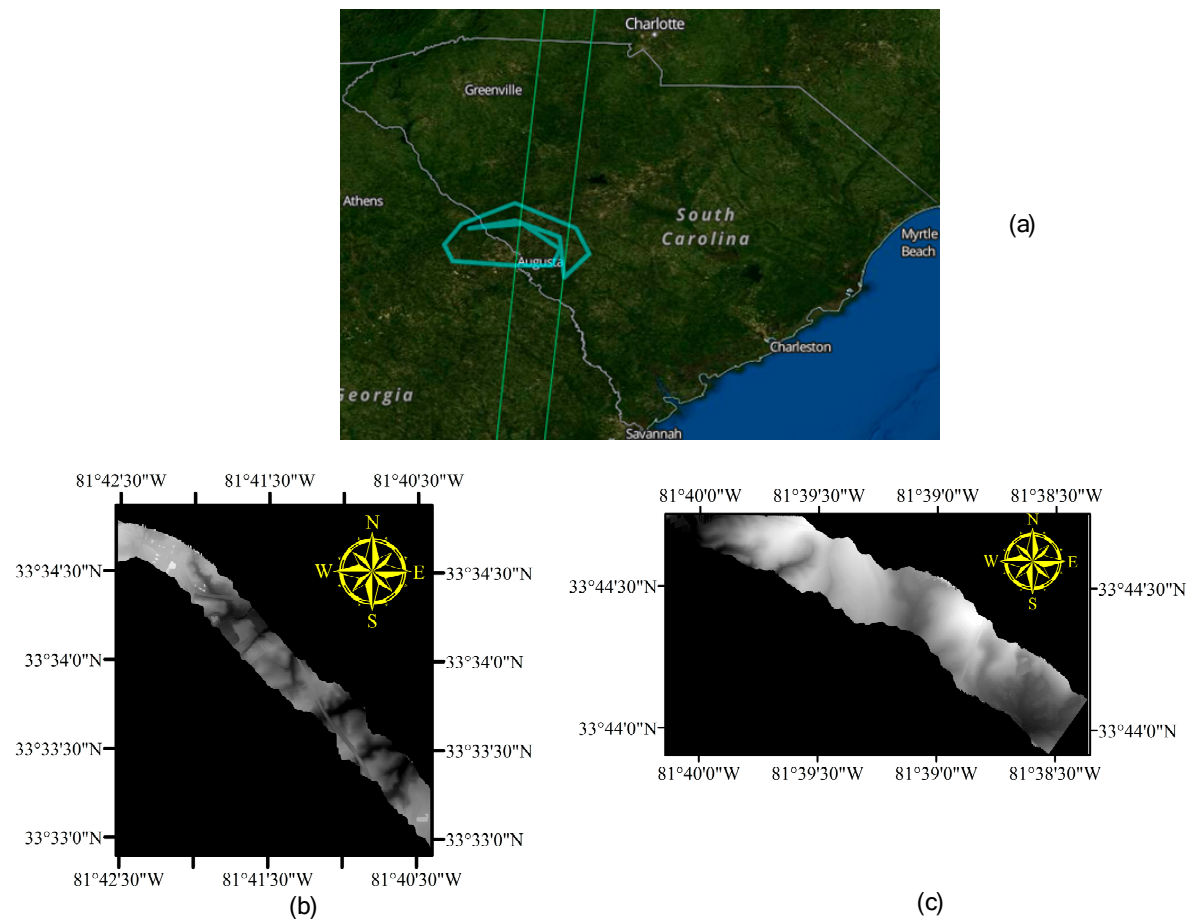 Charlotte
Greenville
Athens
South
Carolina
Myrtle
Beach
Augusta
Charleston
Georgia
Savannah
(a)
81°42'30"W 81°41'30"W 81°40'30"W
N
W E
S
33°34'30"N 33°34'30"N
33°34'0"N 33°34'0"N
33°33'30"N 33°33'30"N
33°33'0"N 33°33'0"N
81°42'30"W 81°41'30"W 81°40'30"W
(b)
81°40'0"W 81°39'30"W 81°39'0"W 81°38'30"W
N
W E
S
33°44'30"N 33°44'30"N
33°44'0"N 33°44'0"N
81°40'0"W 81°39'30"W 81°39'0"W 81°38'30"W
(c)